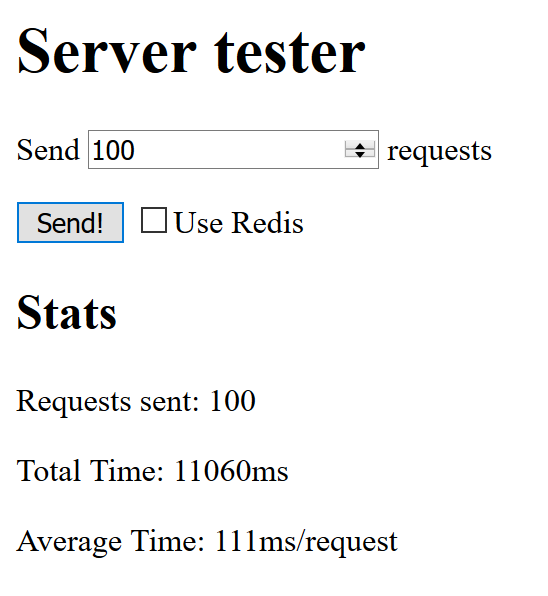 Server tester
Send 100 requests
Send! Use Redis
Stats
Requests sent: 100
Total Time: 11060ms
Average Time: 111ms/request